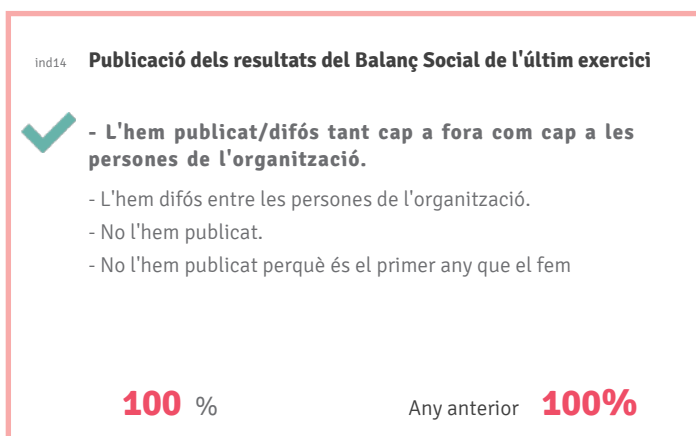 ind14 Publicació dels resultats del Balanç Social de l'últim exercici
- L'hem publicat/difós tant cap a fora com cap a les
persones de l'organització.
- L'hem difós entre les persones de l'organització.
- No l'hem publicat.
- No l'hem publicat perquè és el primer any que el fem
100 % Any anterior 100%